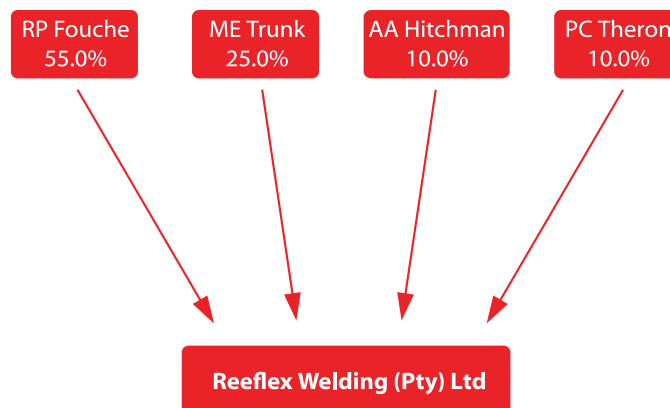 RP Fouche
55.0%
ME Trunk
25.0%
AA Hitchman
10.0%
PC Theron
10.0%
Reeflex Welding (Pty) Ltd